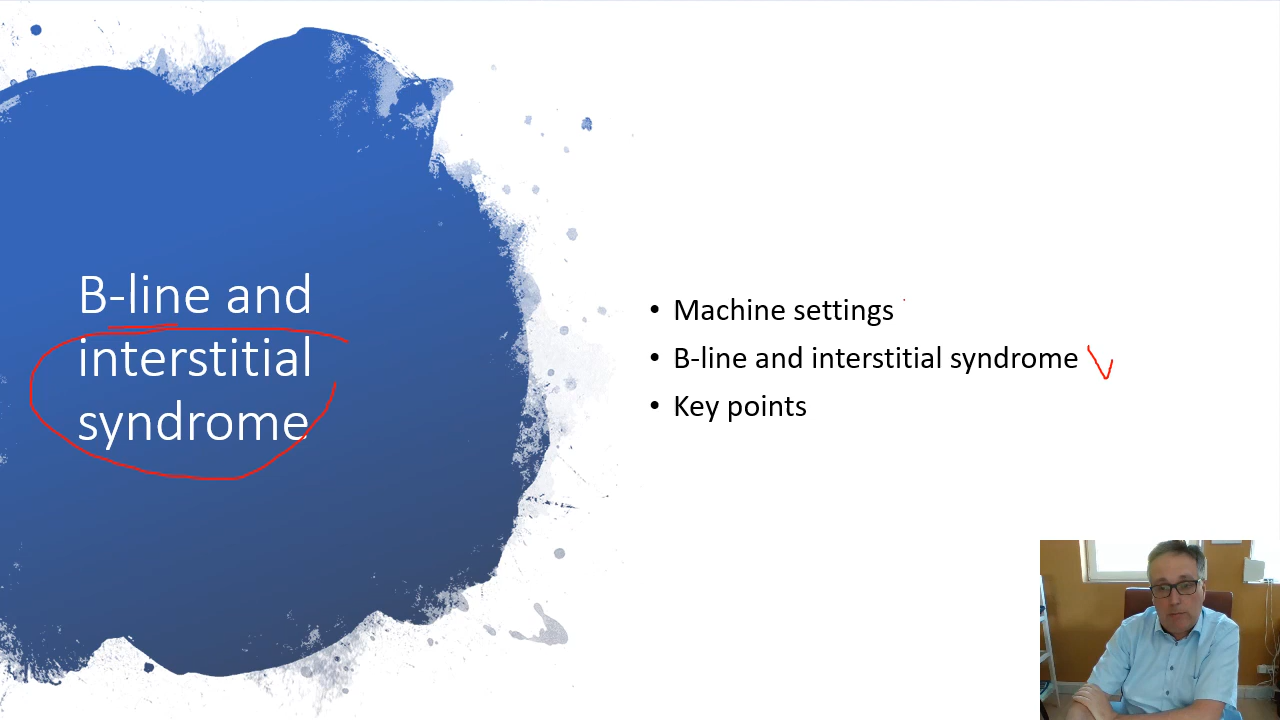 B-line and
interstitial
syndrome
• Machine settings
• B-line and interstitial syndrome
• Key points